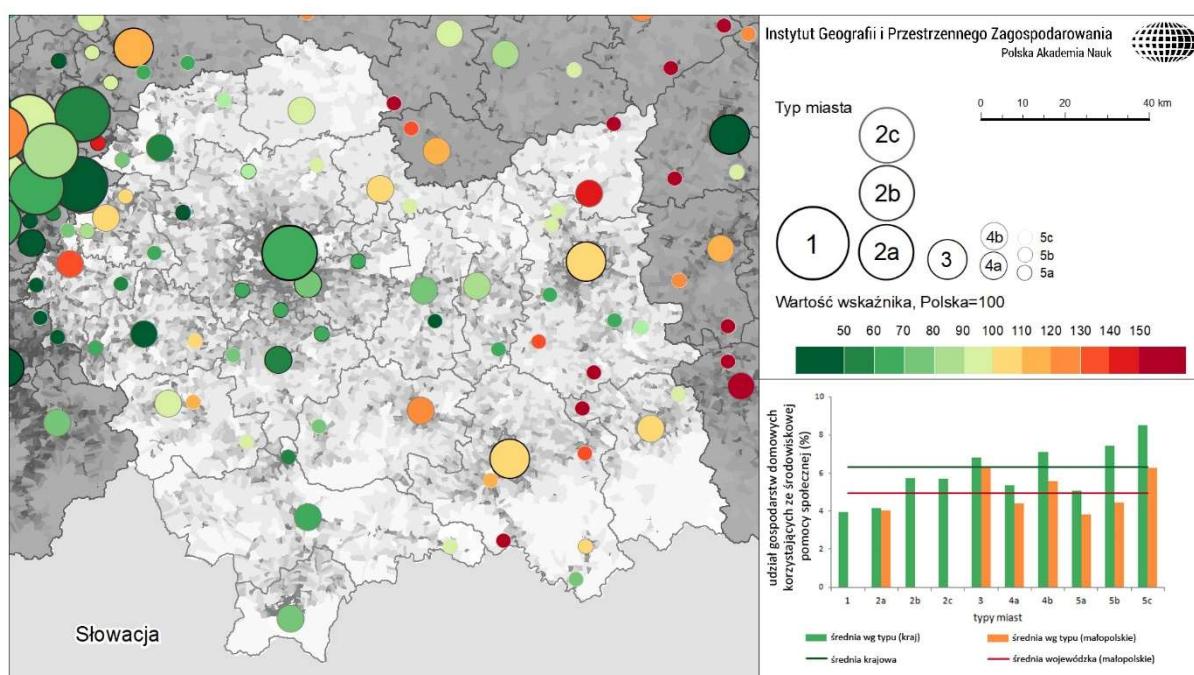 Słowacja
Instytut Geografii i Przestrzennego Zagospodarowania
Polska Akademia Nauk
Typ miasta
0 10 20 40 km
2c
2b
1
2a
3
4b
4a
5c
5b
5a
Wartość wskaźnika, Polska=100
50 60 70 80 90 100 110 120 130 140 150
udział gospodarstw domowych
korzystających ze środowiskowej
pomocy społecznej (%)
10
8
6
4
2
0
1 2a 2b 2c 3 4a 4b 5a 5b 5c
typy miast
średnia wg typu (kraj)
średnia wg typu (małopolskie)
średnia krajowa
średnia wojewódzka (małopolskie)